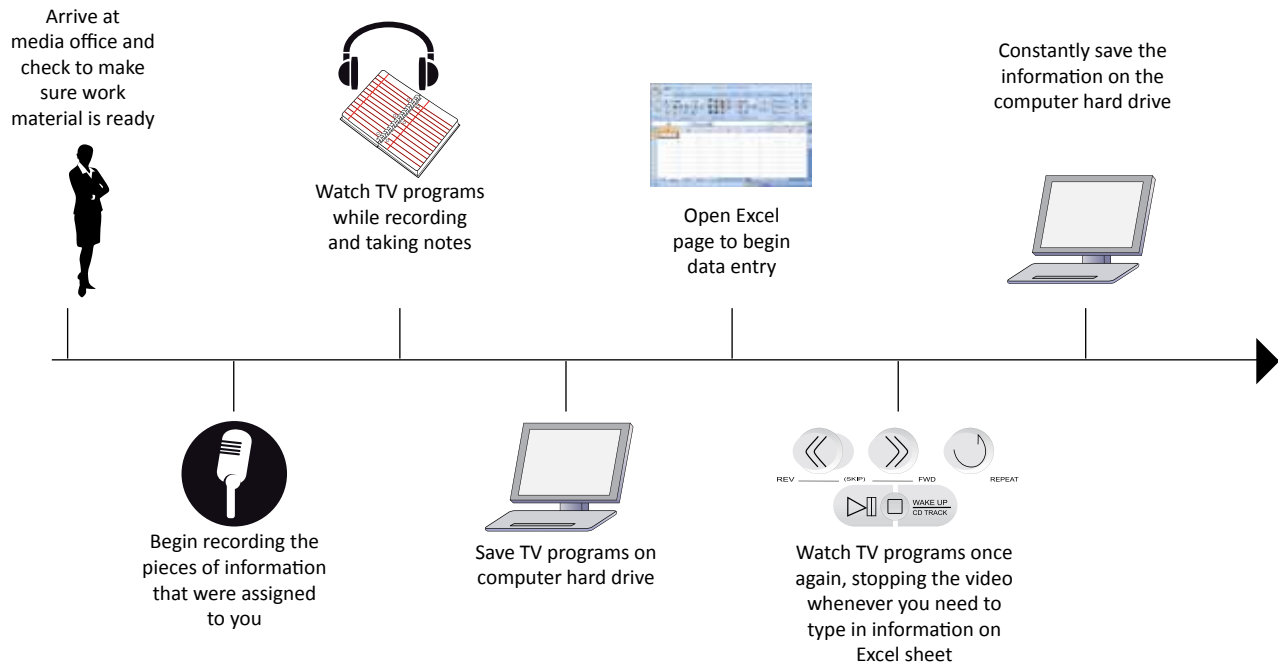 Arrive at
media office and
check to make
sure work
material is ready
Begin recording the
pieces of information
that were assigned
to you
Watch TV programs
while recording
and taking notes
Save TV programs on
computer hard drive
Open Excel
page to begin
data entry
REV (SKIP) FWD REPEAT
WAKE UP
CD TRACK
Watch TV programs once
again, stopping the video
whenever you need to
type in information on
Excel sheet
Constantly save the
information on the
computer hard drive